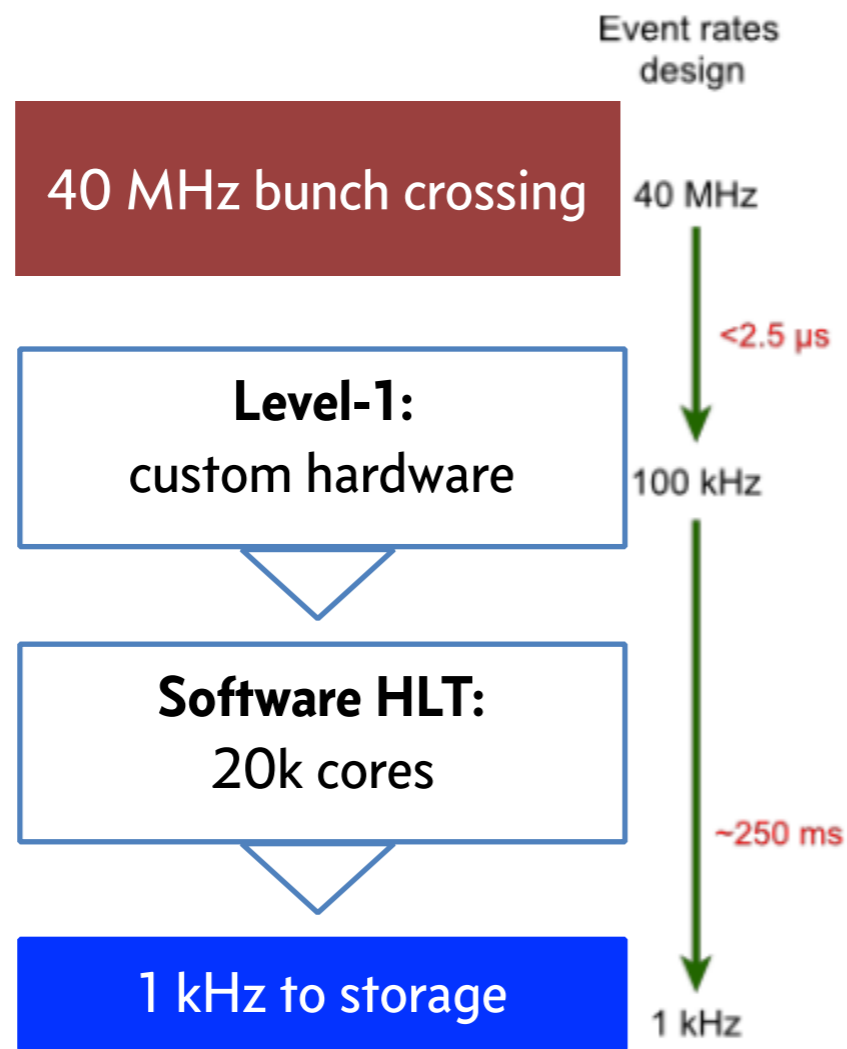 Event rates
design
40 MHz bunch crossing
40 MHz
<2.5 µs
Level-1:
custom hardware
100 kHz
Software HLT:
20k cores
~250 ms
1 kHz to storage
1 kHz